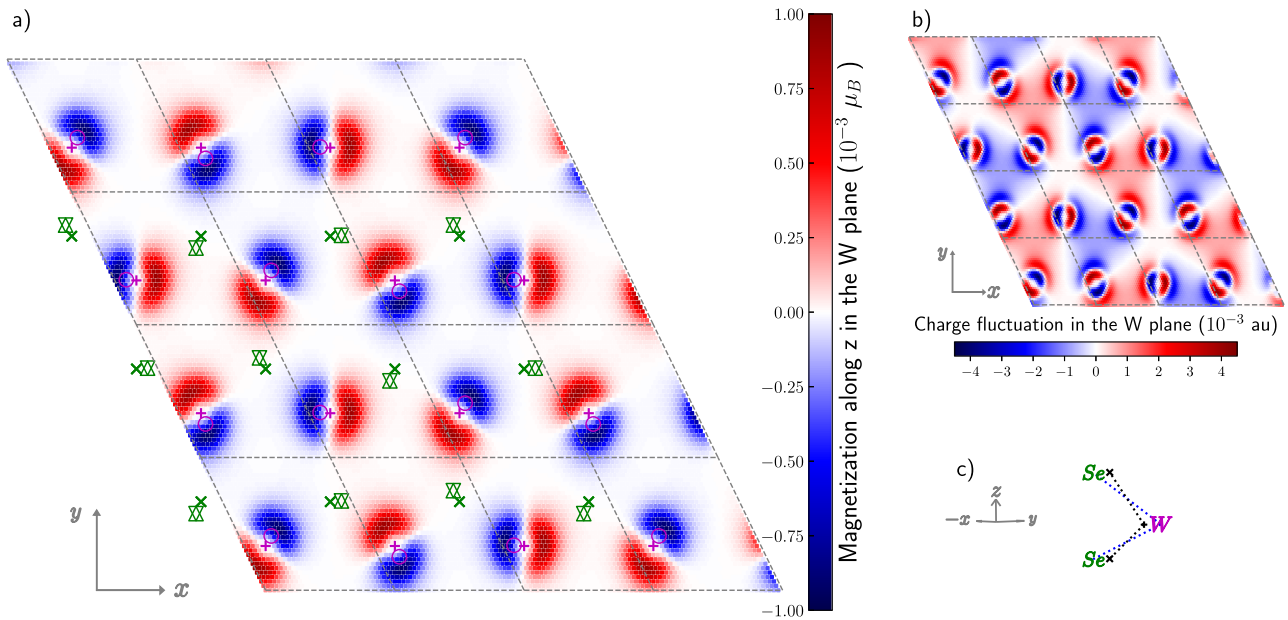 a)
y
x
1.00
0.75
0.50
0.25
0.00
−0.25
−0.50
−0.75
−1.00
Magnetization along z in the W plane (10⁻³ μ_B)
b)
y
x
Charge fluctuation in the W plane (10⁻³ au)
−4 −3 −2 −1 0 1 2 3 4
c)
Se
z
−x y
W
Se